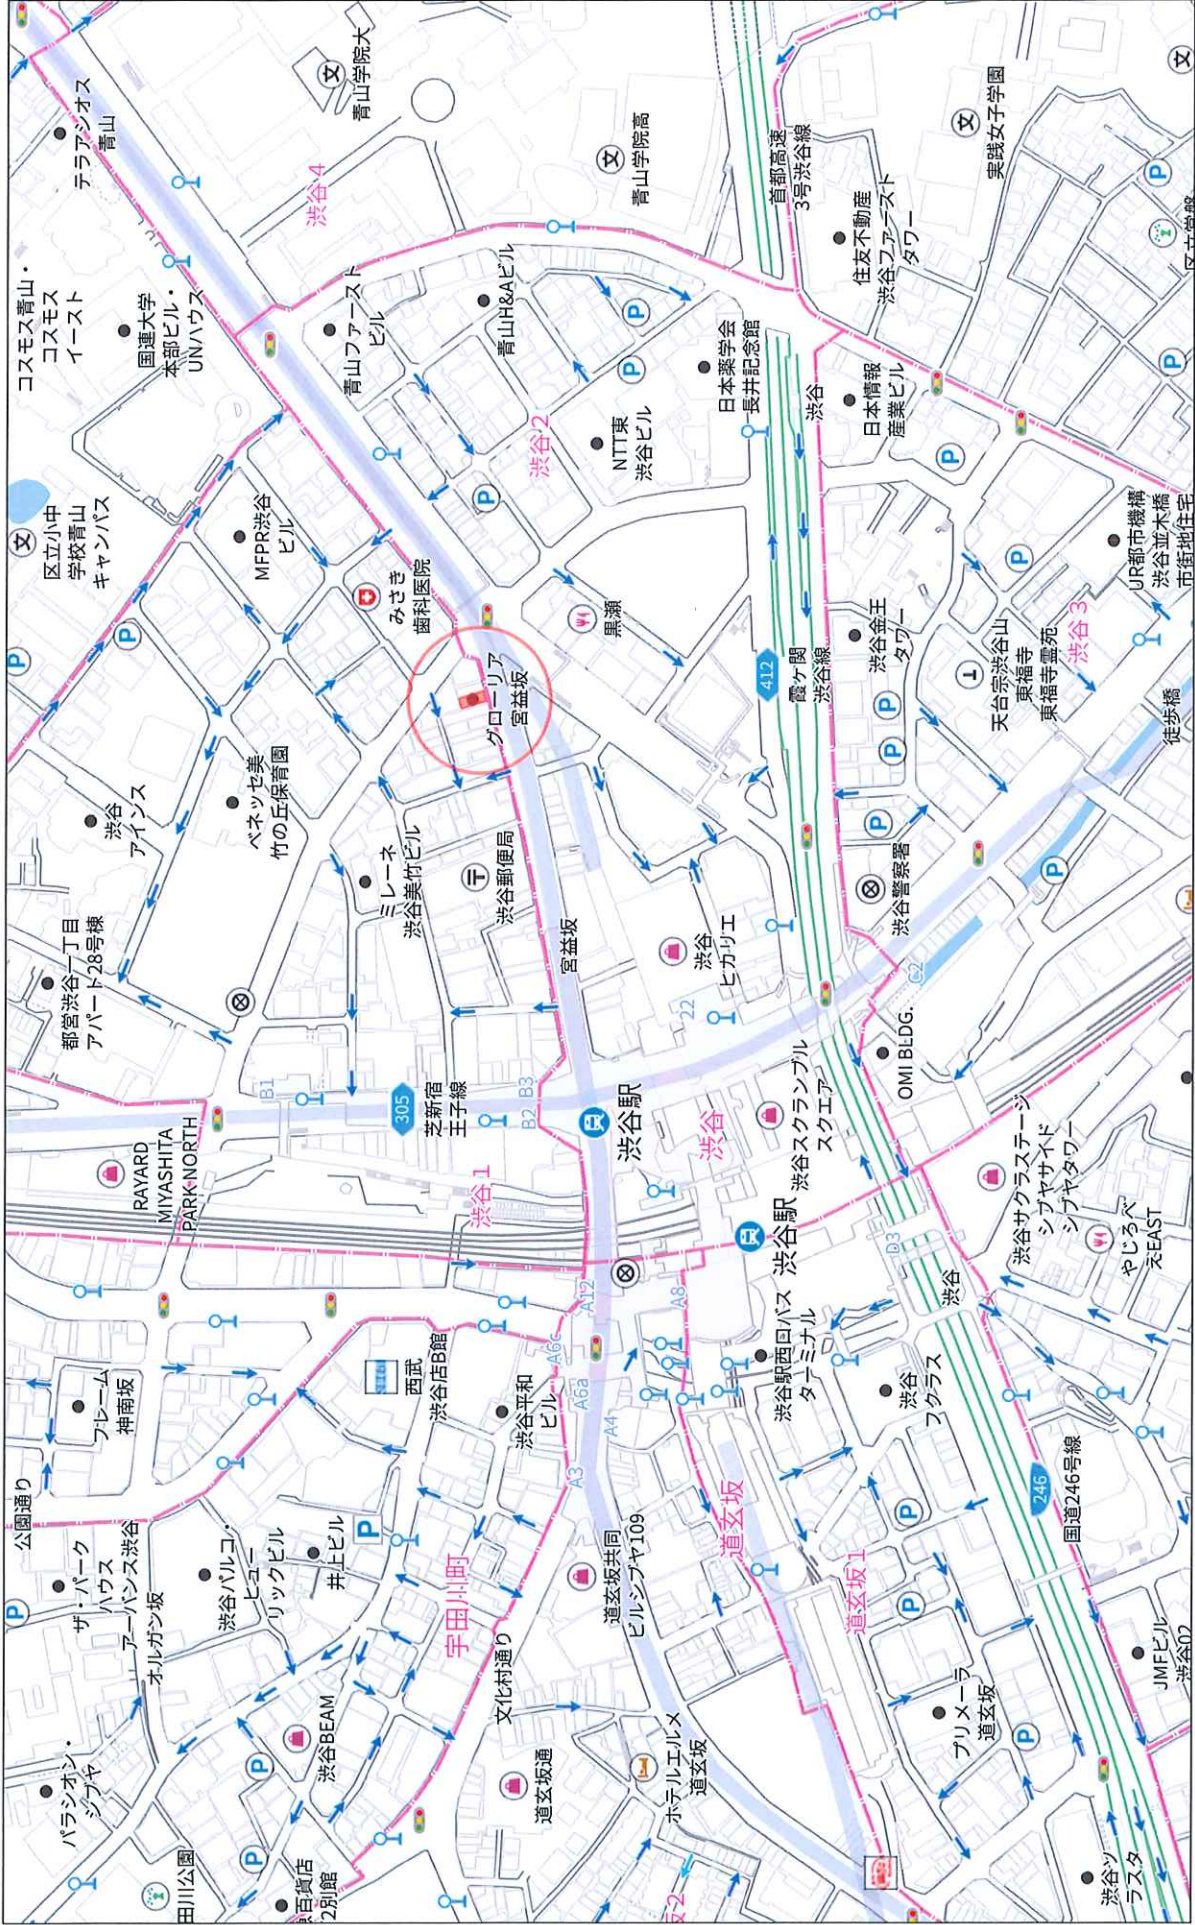 パラシオン・
ジブヤ
ザ・パーク
ハウス
アーバンス渋谷
オルガン坂
公園通り
フレーム
神南坂
RAYARD
MIYASHITA
PARK NORTH
都営渋谷一丁目
アパート28号棟
渋谷
アインス
区立小中
学校青山
キャンパス
コスモス青山・
コスモス
イースト
国連大学
本部ビル・
UNハウス
テラアシオス
青山
田川公園
渋谷パルコ・
ヒュー
リックビル
井上ビル
ベネッセ美
竹の丘保育園
MFPR渋谷
ビル
渋谷4
青山学院大
百貨店
2別館
渋谷BEAM
西武
渋谷店B館
B1
305
芝新宿
王子線
ミレーネ
渋谷美竹ビル
みさき
歯科医院
青山ファースト
ビル
宇田川町
文化村通り
渋谷平和
ビル
渋谷1
B2
B3
渋谷郵便局
グローリア
宮益坂
青山H&Aビル
渋谷2
道玄坂通
A3
A6a
A6c
A12
A4
宮益坂
黒瀬
NTT東
渋谷ビル
青山学院高
道玄坂共同
ビルシブヤ109
渋谷駅
ホテルエルメ
道玄坂
道玄坂
A8
渋谷
22
渋谷
ヒカリエ
日本薬学会
長井記念館
渋谷駅西口バス
ターミナル
渋谷駅
渋谷スクランブル
スクエア
412
霞ケ関
渋谷線
渋谷
首都高速
3号渋谷線
道玄坂1
渋谷
フクラス
D3
OMI BLDG.
C2
渋谷警察署
渋谷金王
タワー
日本情報
産業ビル
住友不動産
渋谷ファースト
タワー
プリメーラ
道玄坂
渋谷
渋谷サクラステージ
シブヤサイド
シブヤタワー
天台宗渋谷山
東福寺
東福寺霊苑
渋谷3
実践女子学園
246
国道246号線
やじろべ
えEAST
徒歩橋
UR都市機構
渋谷並木橋
市街地住宅
渋谷ソ
ラスタ
JMFビル
渋谷02